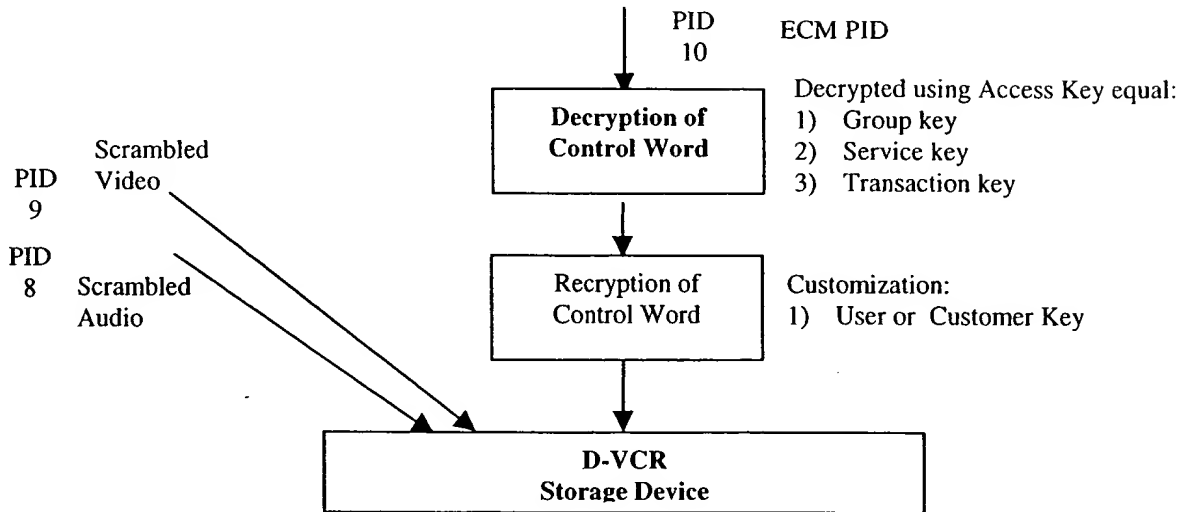 PID
10
ECM PID
Decryption of
Control Word
Decrypted using Access Key equal:
1) Group key
2) Service key
3) Transaction key
Scrambled
Video
PID
9
PID
8
Scrambled
Audio
Recryption of
Control Word
Customization:
1) User or Customer Key
D-VCR
Storage Device